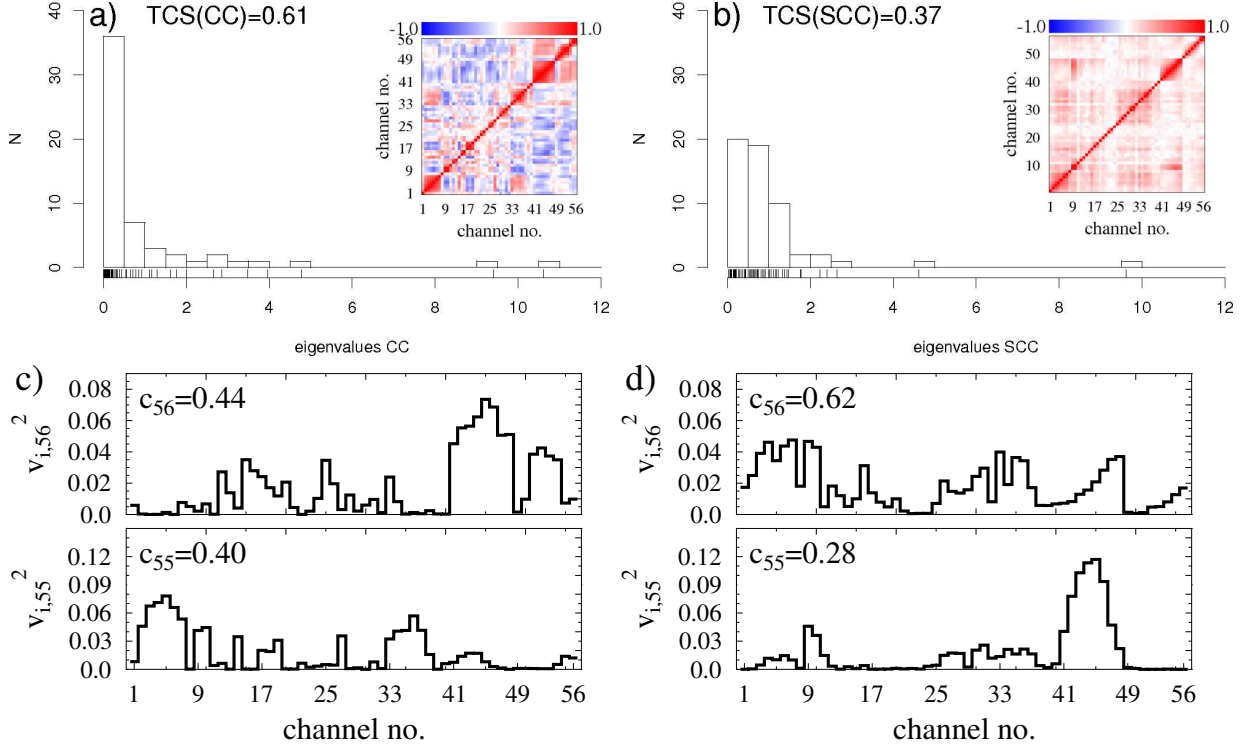 a) TCS(CC)=0.61
N
0 10 20 30 40
-1.0 1.0
channel no.
56 49 41 33 25 17 9 1
1 9 17 25 33 41 49 56
channel no.
0 2 4 6 8 10 12
eigenvalues CC
b) TCS(SCC)=0.37
N
0 10 20 30 40
-1.0 1.0
channel no.
50 40 30 20 10
1 9 17 25 33 41 49 56
channel no.
0 2 4 6 8 10 12
eigenvalues SCC
c)
c56=0.44
v i,56 2
0.08
0.06
0.04
0.02
0.0
c55=0.40
v i,55 2
0.12
0.09
0.06
0.03
0.0
1 9 17 25 33 41 49 56
channel no.
d)
c56=0.62
v i,56 2
0.08
0.06
0.04
0.02
0.0
c55=0.28
v i,55 2
0.12
0.09
0.06
0.03
0.0
1 9 17 25 33 41 49 56
channel no.